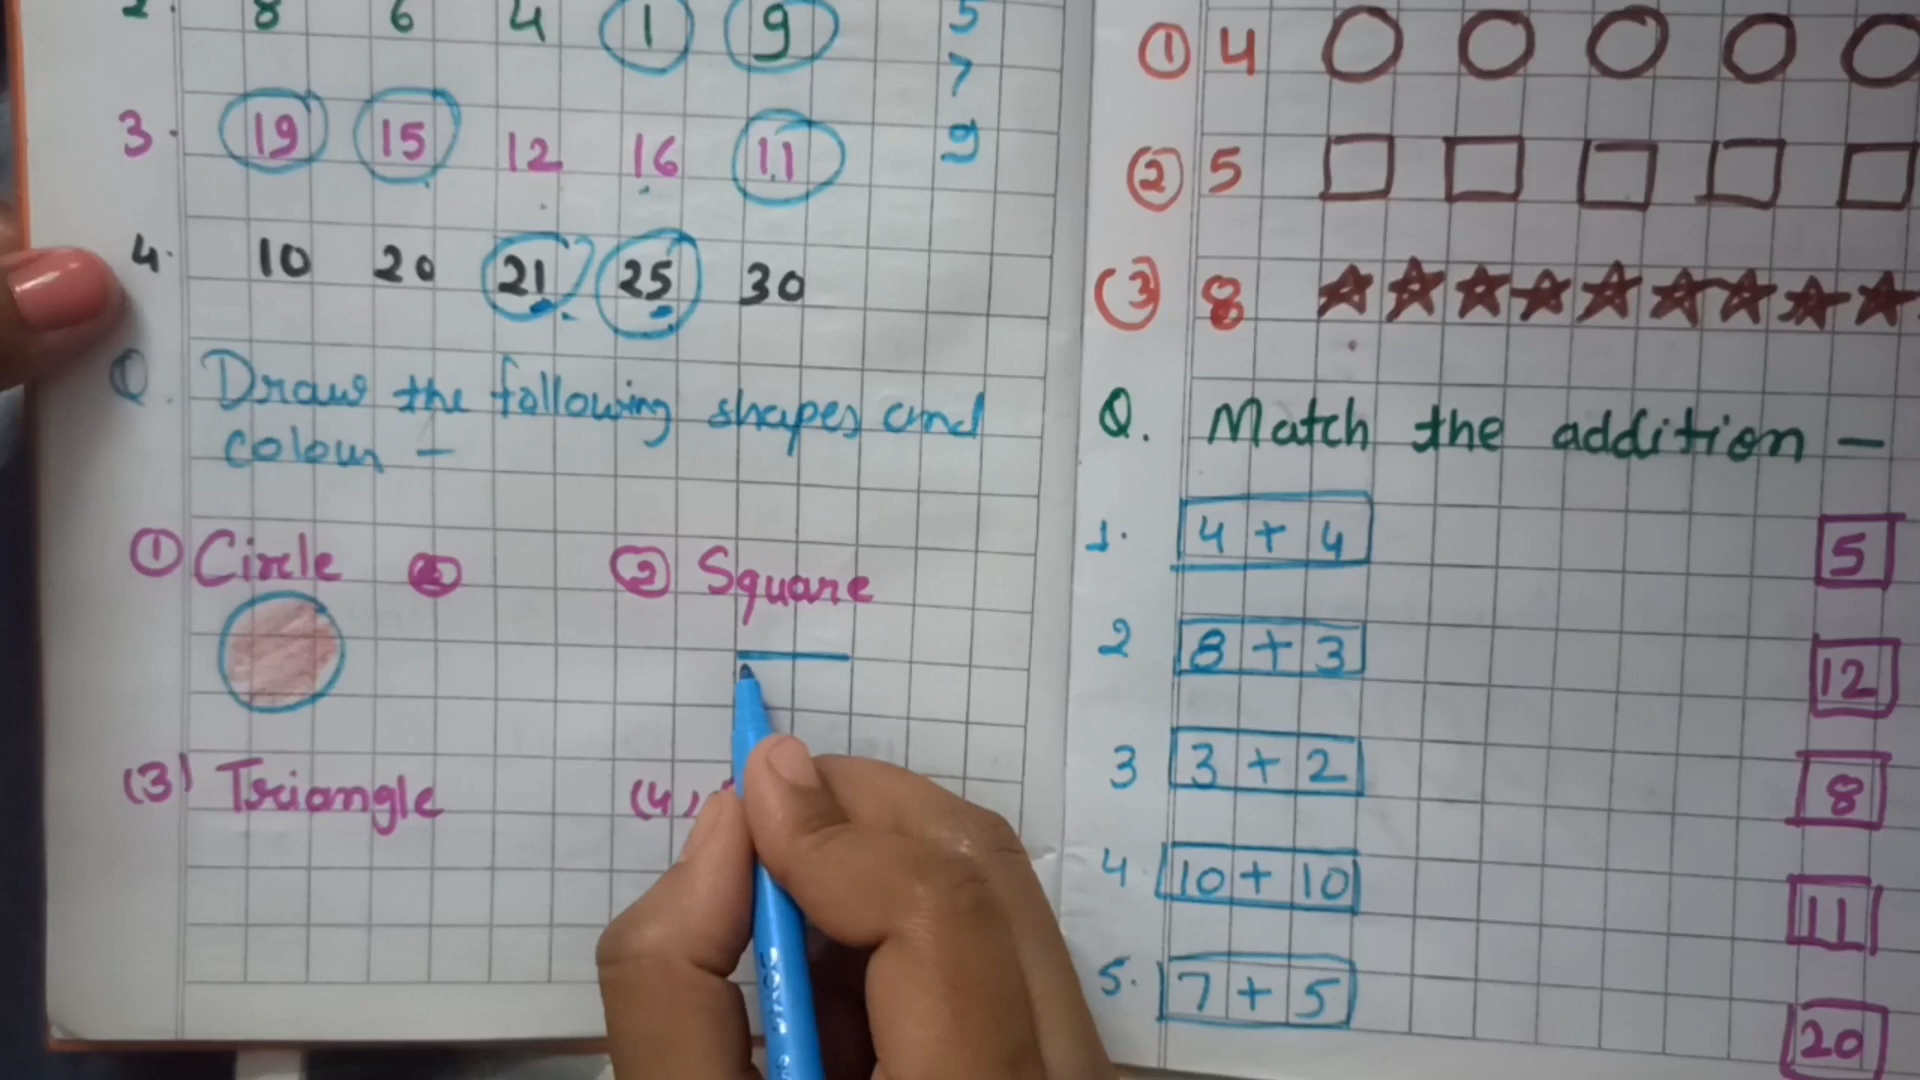 2. 8 6 4 1 9 5
7
3. 19 15 12 16 11 9
4. 10 20 21 25 30
Q. Draw the following shapes and
colour –
① Circle ② Square
(3) Triangle (4)
① 4
② 5
③ 8
Q. Match the addition –
1. 4 + 4 5
2 8 + 3 12
3 3 + 2 8
4 10 + 10 11
5. 7 + 5 20